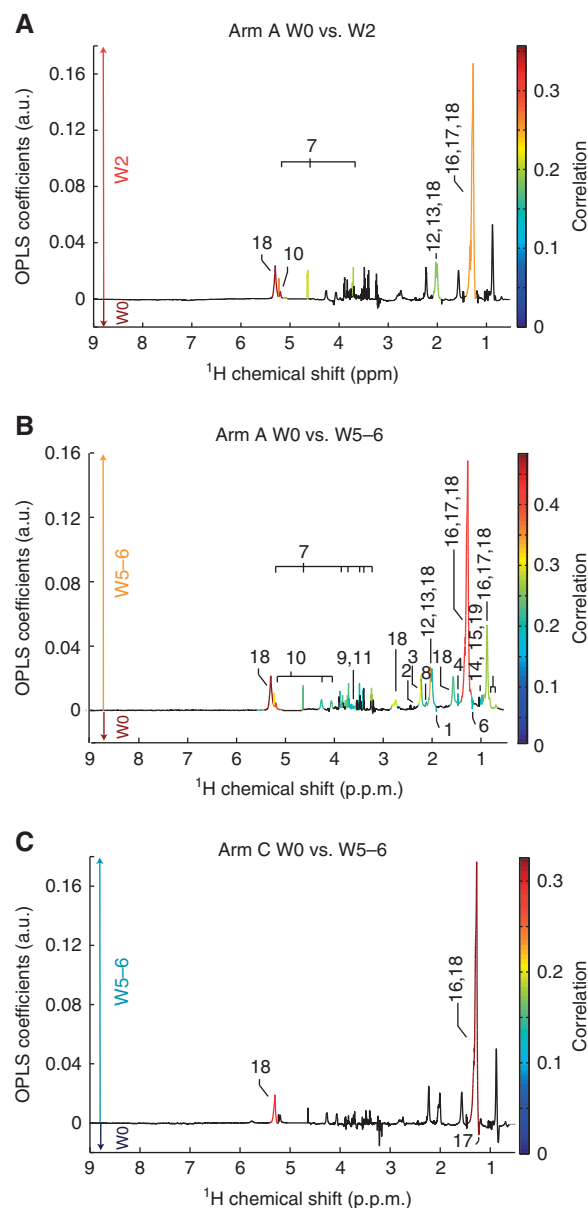 A
Arm A W0 vs. W2
0.16
0.12
0.08
0.04
0
OPLS coefficients (a.u.)
W2
W0
7
18
10
12,13,18
16,17,18
9 8 7 6 5 4 3 2 1
¹H chemical shift (ppm)
0.3
0.2
0.1
0
Correlation
B
Arm A W0 vs. W5–6
0.16
0.12
0.08
0.04
0
OPLS coefficients (a.u.)
W5–6
W0
7
18
10
9,11
18
2
3
8
12,13,18
1
18
4
16,17,18
6
14, 15,19
16,17,18
9 8 7 6 5 4 3 2 1
¹H chemical shift (p.p.m.)
0.4
0.3
0.2
0.1
0
Correlation
C
Arm C W0 vs. W5–6
0.16
0.12
0.08
0.04
0
OPLS coefficients (a.u.)
W5–6
W0
18
16,18
17
9 8 7 6 5 4 3 2 1
¹H chemical shift (p.p.m.)
0.3
0.2
0.1
0
Correlation